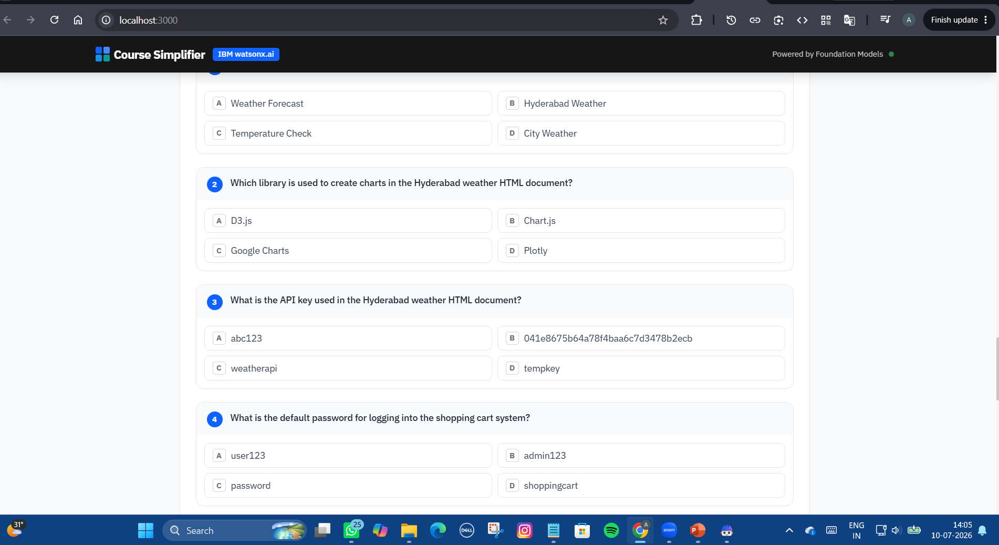 localhost:3000
Finish update
A
Course Simplifier
IBM watsonx.ai
Powered by Foundation Models
A Weather Forecast
B Hyderabad Weather
C Temperature Check
D City Weather
2 Which library is used to create charts in the Hyderabad weather HTML document?
A D3.js
B Chart.js
C Google Charts
D Plotly
3 What is the API key used in the Hyderabad weather HTML document?
A abc123
B 041e8675b64a78f4baa6c7d3478b2ecb
C weatherapi
D tempkey
4 What is the default password for logging into the shopping cart system?
A user123
B admin123
C password
D shoppingcart
31°
Search
25
DELL
A
zoom
P
ENG
IN
14:05
10-07-2026